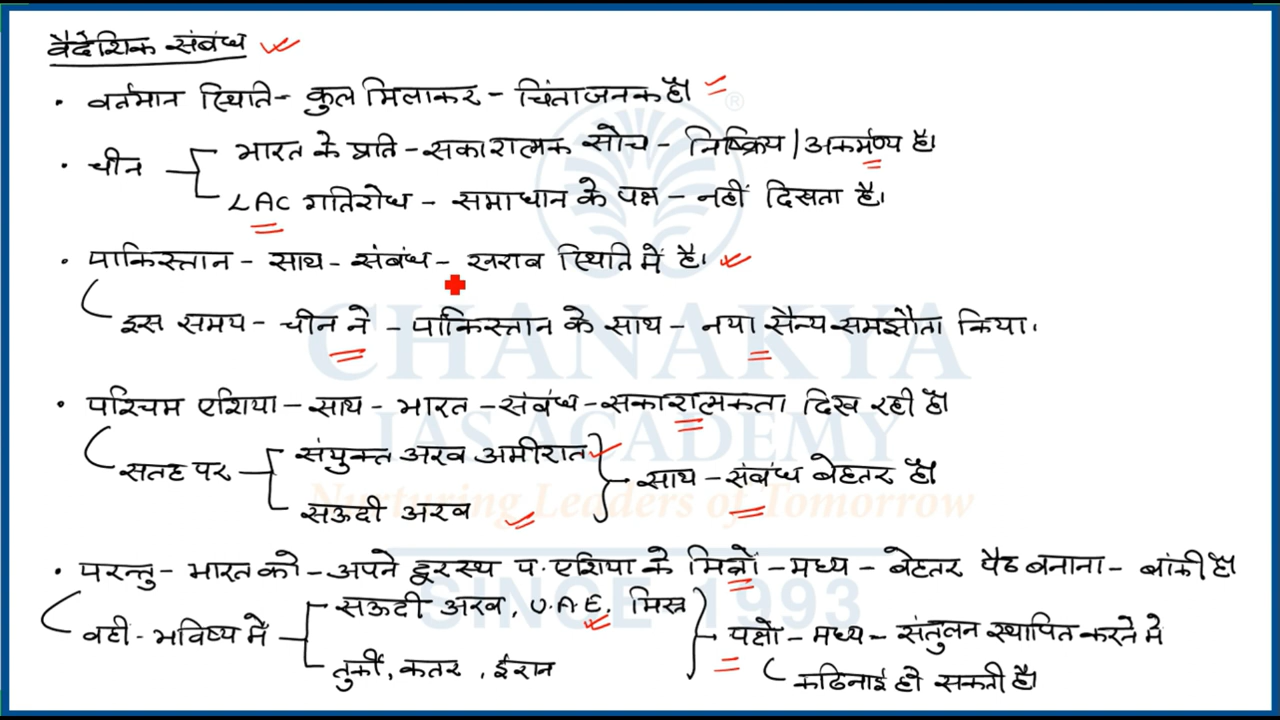 वैदेशिक संबंध
• वर्तमान स्थिति - कुल मिलाकर - चिंताजनक है।
®
• चीन
भारत के प्रति - सकारात्मक सोच - निष्क्रिय / अकर्मण्य है।
LAC गतिरोध - समाधान के पक्ष - नहीं दिखता है।
• पाकिस्तान - साथ - संबंध - खराब स्थिति में है।
इस समय - चीन ने - पाकिस्तान के साथ - नया सैन्य समझौता किया।
CHANAKYA
• पश्चिम एशिया - साथ - भारत - संबंध - सकारात्मकता दिख रही है।
IAS ACADEMY
सतह पर
संयुक्त अरब अमीरात
सऊदी अरब
साथ - संबंध बेहतर है।
Nurturing Leaders of Tomorrow
• परन्तु - भारत को - अपने दूरस्थ प. एशिया के मित्रों - मध्य - बेहतर पैठ बनाना - बांकी है।
SINCE 1993
वही - भविष्य में
सऊदी अरब, U.A.E, मिस्र
तुर्की, कतर, ईरान
पक्षों - मध्य - संतुलन स्थापित करने में
कठिनाई हो सकती है।